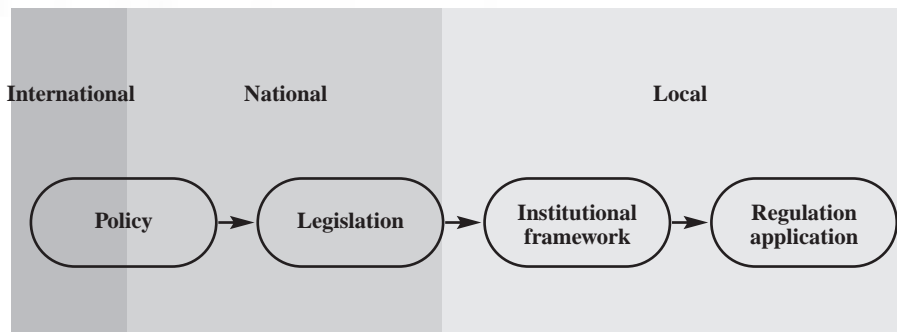 International
National
Local
Policy
Legislation
Institutional
framework
Regulation
application